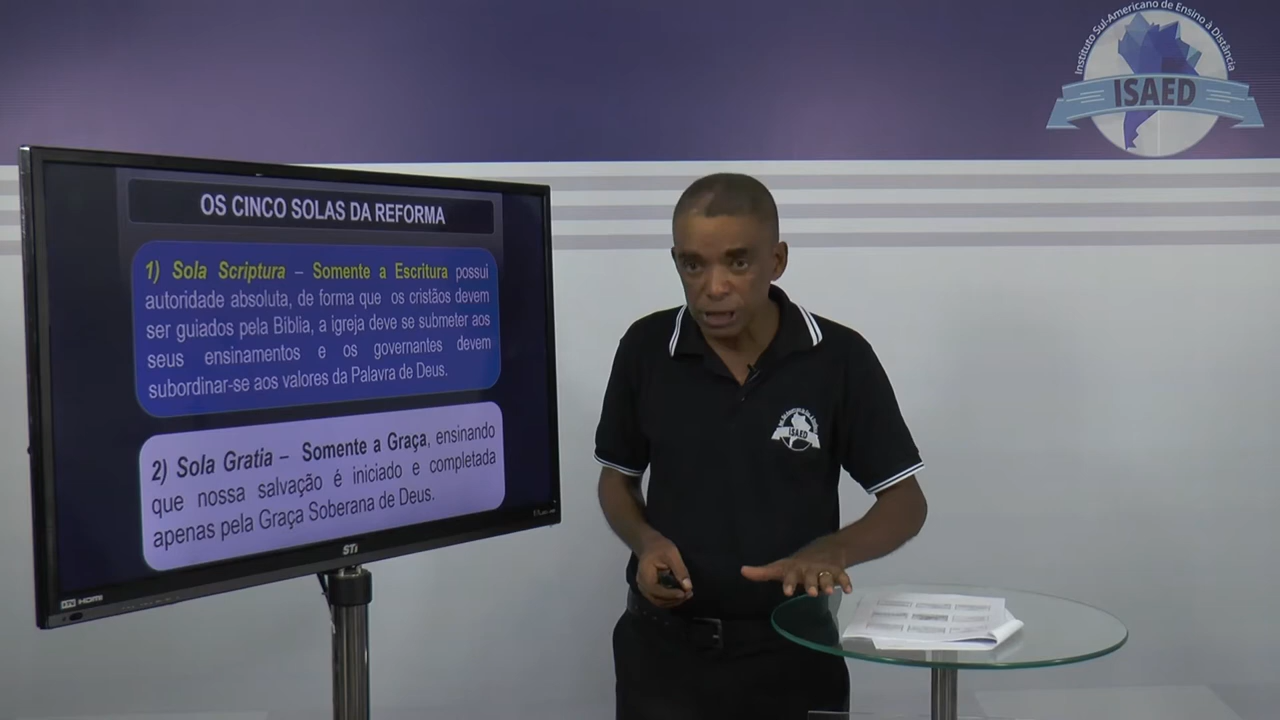 Instituto Sul-Americano de Ensino à Distância
ISAED
OS CINCO SOLAS DA REFORMA
1) Sola Scriptura – Somente a Escritura possui
autoridade absoluta, de forma que os cristãos devem
ser guiados pela Biblia, a igreja deve se submeter aos
seus ensinamentos e os governantes devem
subordinar-se aos valores da Palavra de Deus.
2) Sola Gratia – Somente a Graça, ensinando
que nossa salvação é iniciado e completada
apenas pela Graça Soberana de Deus.
STi
HDMI
ISAED